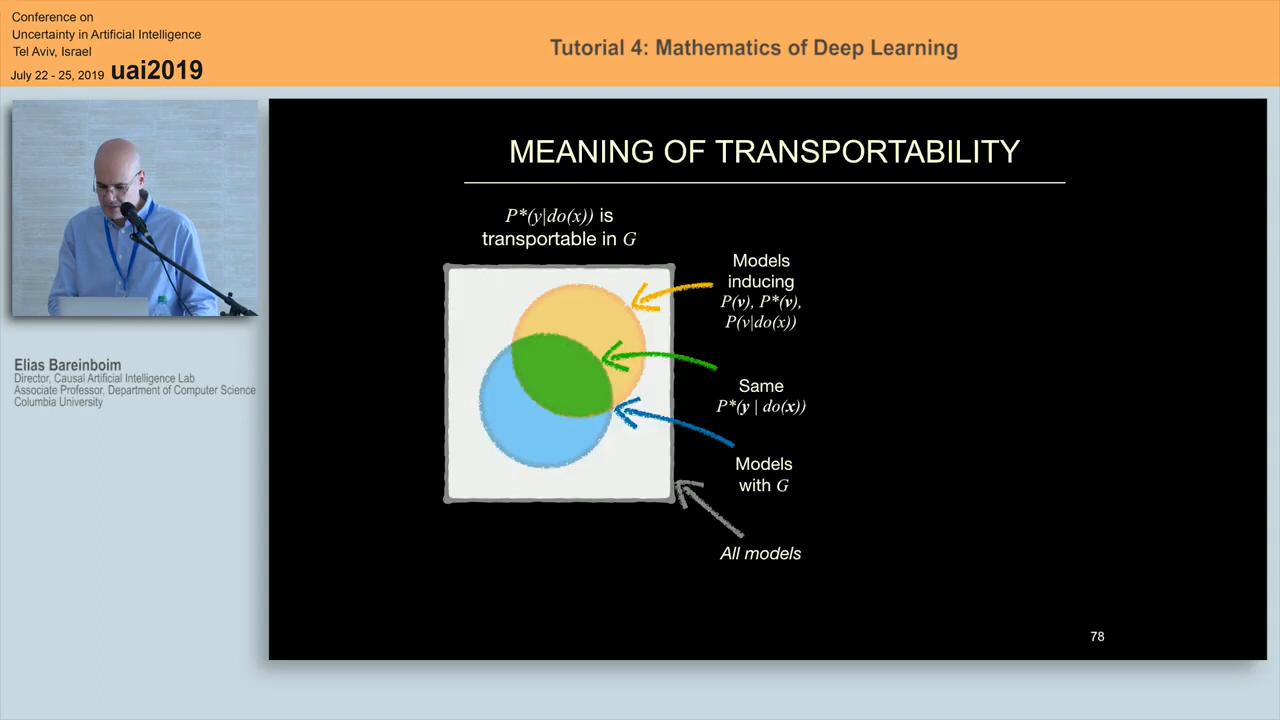 Conference on
Uncertainty in Artificial Intelligence
Tel Aviv, Israel
July 22 - 25, 2019 uai2019
Tutorial 4: Mathematics of Deep Learning
Elias Bareinboim
Director, Causal Artificial Intelligence Lab
Associate Professor, Department of Computer Science
Columbia University
MEANING OF TRANSPORTABILITY
P*(y|do(x)) is
transportable in G
Models
inducing
P(v), P*(v),
P(v|do(x))
Same
P*(y | do(x))
Models
with G
All models
78